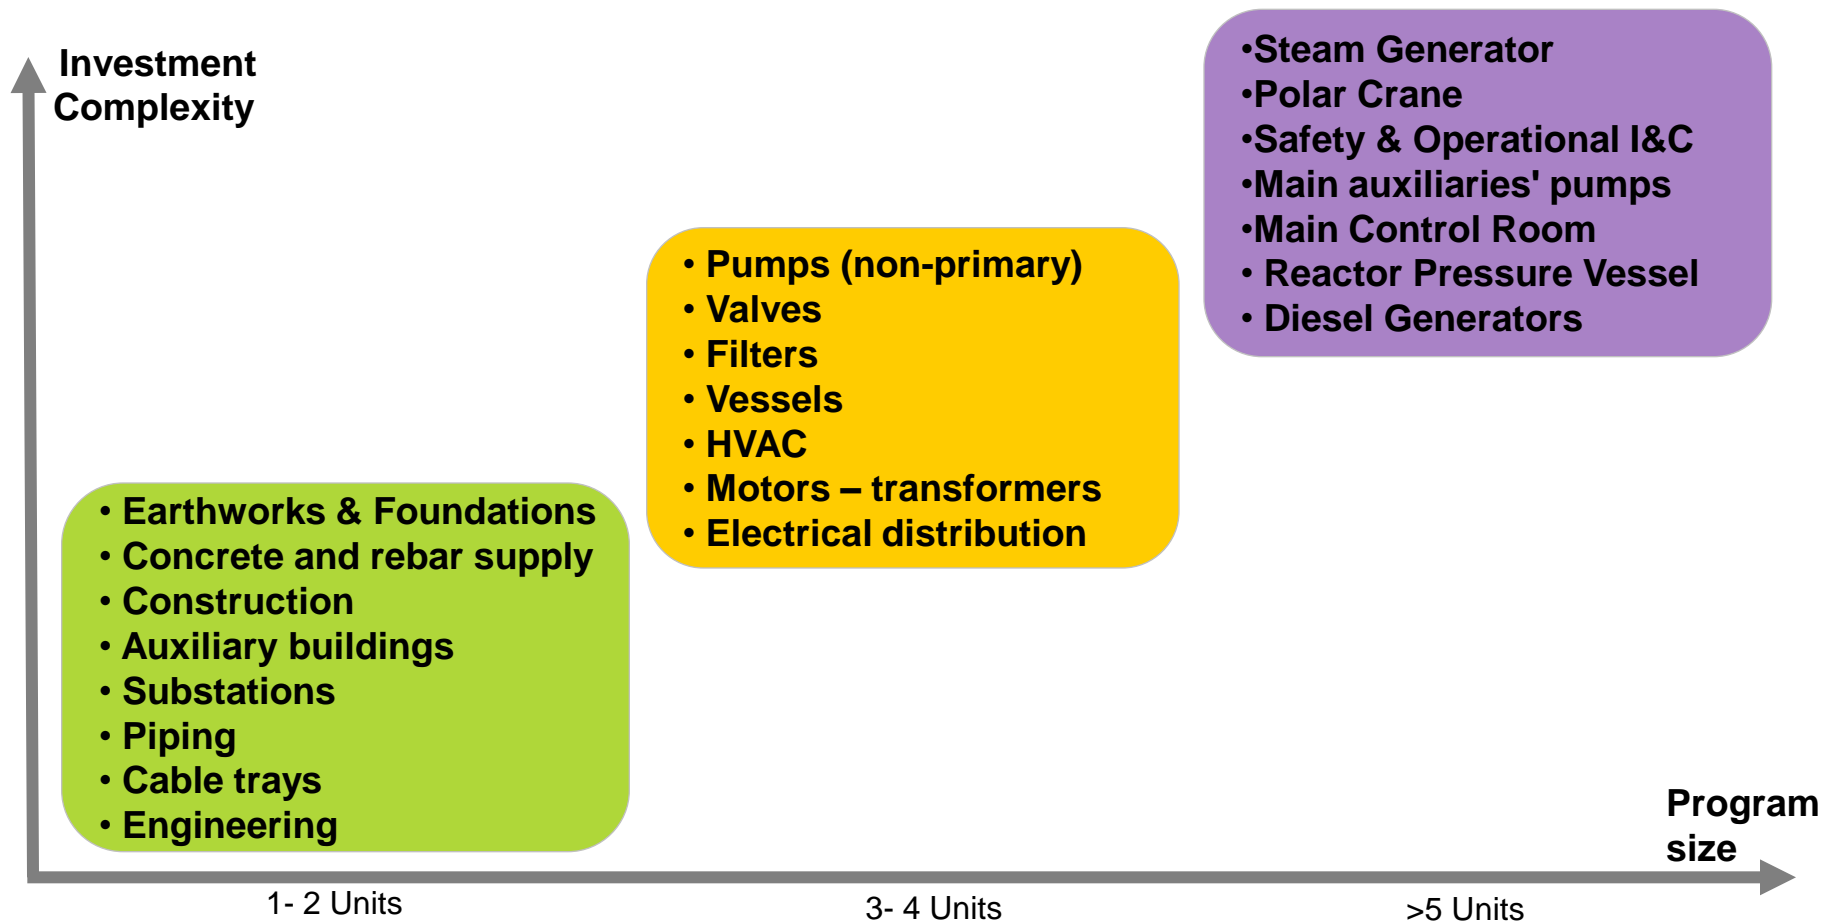 Investment
Complexity
•Steam Generator
•Polar Crane
•Safety & Operational I&C
•Main auxiliaries' pumps
•Main Control Room
• Reactor Pressure Vessel
• Diesel Generators
• Pumps (non-primary)
• Valves
• Filters
• Vessels
• HVAC
• Motors – transformers
• Electrical distribution
• Earthworks & Foundations
• Concrete and rebar supply
• Construction
• Auxiliary buildings
• Substations
• Piping
• Cable trays
• Engineering
Program
size
1- 2 Units
3- 4 Units
>5 Units